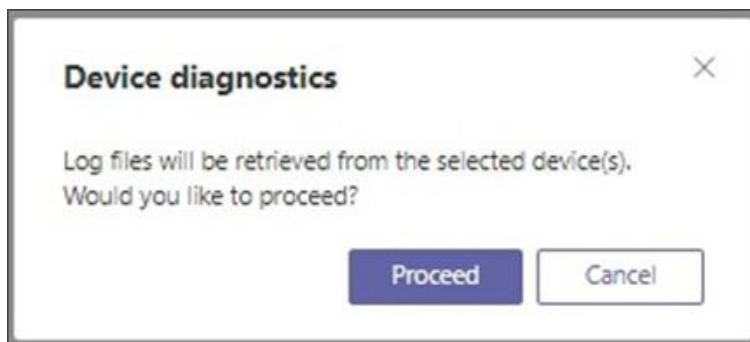 Device diagnostics
Log files will be retrieved from the selected device(s).
Would you like to proceed?
Proceed
Cancel